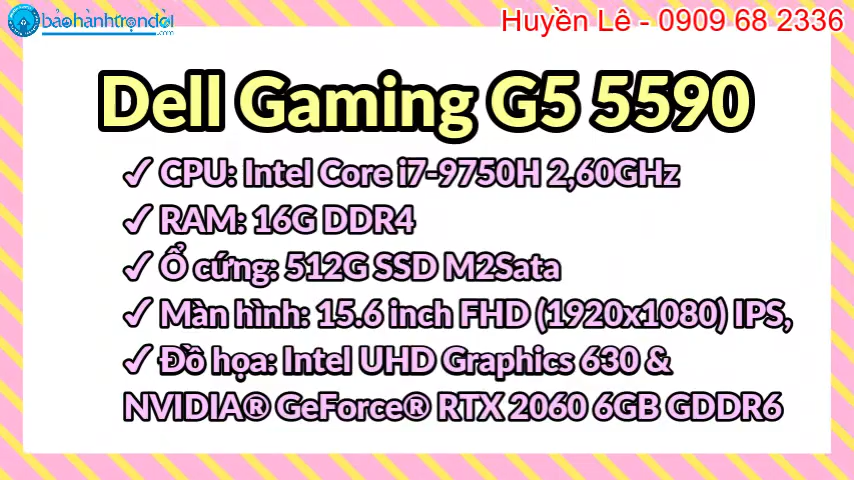 bảohànhtrọnđời
.com
Huyền Lê - 0909 68 2336
Dell Gaming G5 5590
✓ CPU: Intel Core i7-9750H 2,60GHz
✓ RAM: 16G DDR4
✓ Ổ cứng: 512G SSD M2Sata
✓ Màn hình: 15.6 inch FHD (1920x1080) IPS,
✓ Đồ họa: Intel UHD Graphics 630 &
NVIDIA® GeForce® RTX 2060 6GB GDDR6